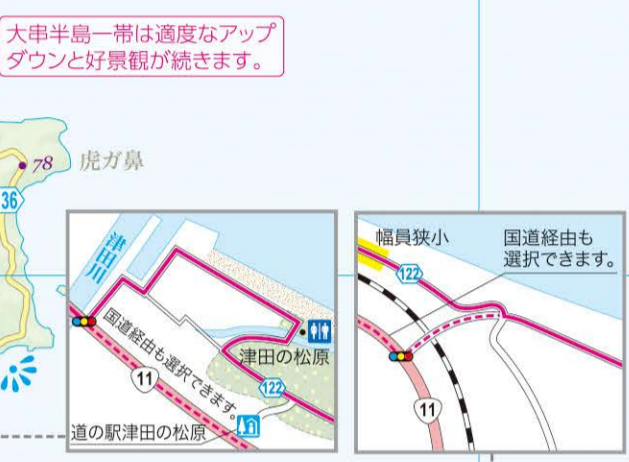 大串半島一帯は適度なアップ
ダウンと好景観が続きます。
78
虎ガ鼻
36
津田川
国道経由も選択できます。
津田の松原
11
122
道の駅津田の松原
幅員狭小
国道経由も
選択できます。
122
11